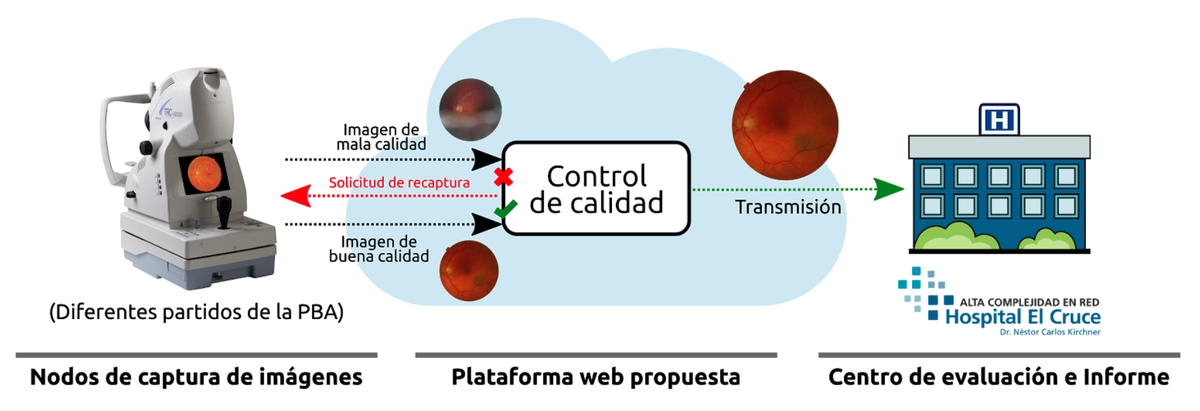 Imagen de
mala calidad
Solicitud de recaptura
Imagen de
buena calidad
Control
de calidad
Transmisión
H
TRC
(Diferentes partidos de la PBA)
ALTA COMPLEJIDAD EN RED
Hospital El Cruce
Dr. Néstor Carlos Kirchner
Nodos de captura de imágenes
Plataforma web propuesta
Centro de evaluación e Informe